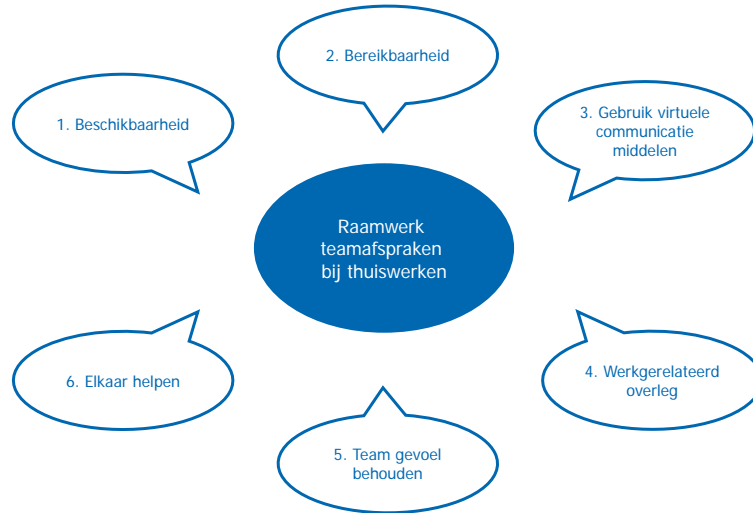 2. Bereikbaarheid
1. Beschikbaarheid
3. Gebruik virtuele
communicatie
middelen
Raamwerk
teamafspraken
bij thuiswerken
6. Elkaar helpen
4. Werkgerelateerd
overleg
5. Team gevoel
behouden